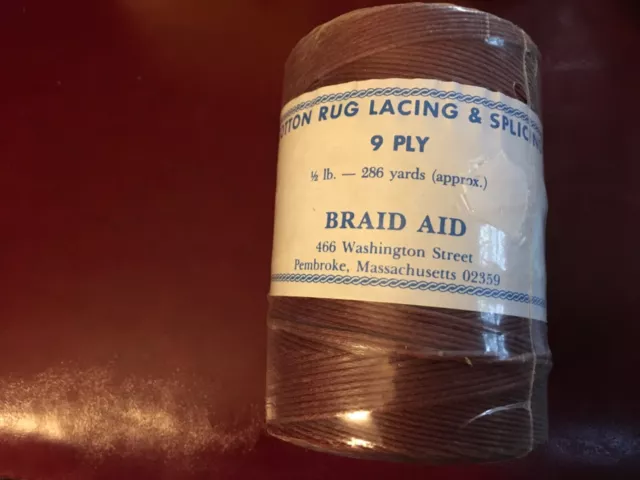 OTTON RUG LACING & SPLICIN
9 PLY
½ lb. — 286 yards (approx.)
BRAID AID
466 Washington Street
Pembroke, Massachusetts 02359